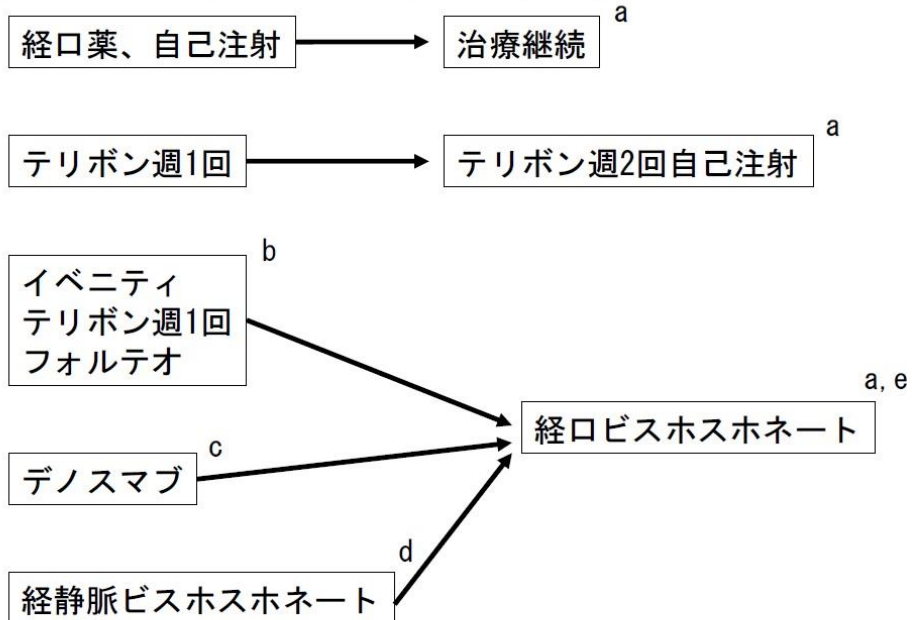 経口薬、自己注射
治療継続
a
テリボン週1回
テリボン週2回自己注射
a
イベニティ
テリボン週1回
フォルテオ
b
経口ビスホスホネート
a, e
デノスマブ
c
経静脈ビスホスホネート
d